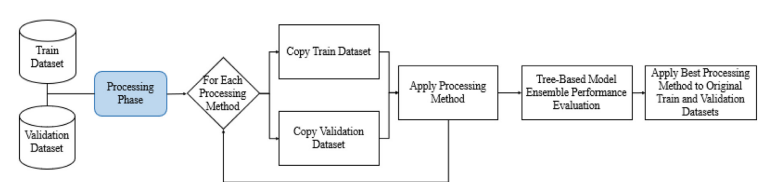 Train
Dataset
Validation
Dataset
Processing
Phase
For Each
Processing
Method
Copy Train Dataset
Copy Validation
Dataset
Apply Processing
Method
Tree-Based Model
Ensemble Performance
Evaluation
Apply Best Processing
Method to Original
Train and Validation
Datasets